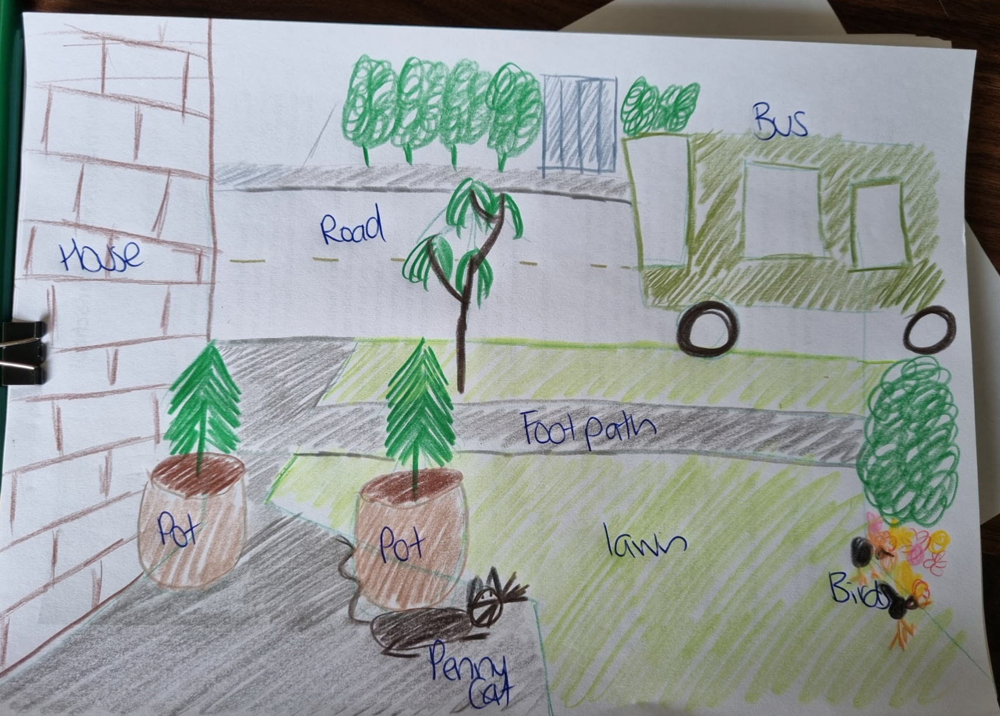 Bus
Road
House
Footpath
Pot
Pot
lawn
Birds
Penny
Cat